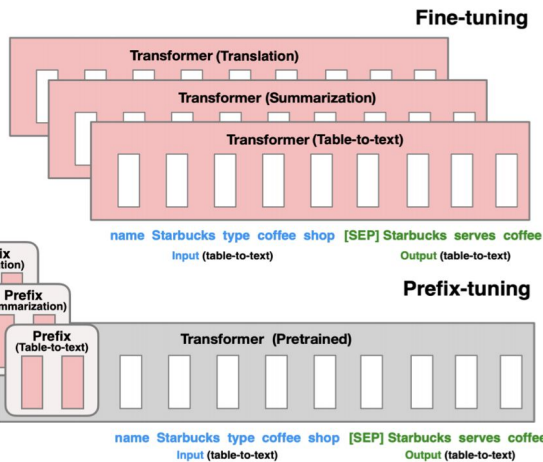 Fine-tuning
Transformer (Translation)
Transformer (Summarization)
Transformer (Table-to-text)
name Starbucks type coffee shop [SEP] Starbucks serves coffee
Input (table-to-text) Output (table-to-text)
Prefix-tuning
Prefix
Prefix
(Table-to-text)
Transformer (Pretrained)
name Starbucks type coffee shop [SEP] Starbucks serves coffee
Input (table-to-text) Output (table-to-text)